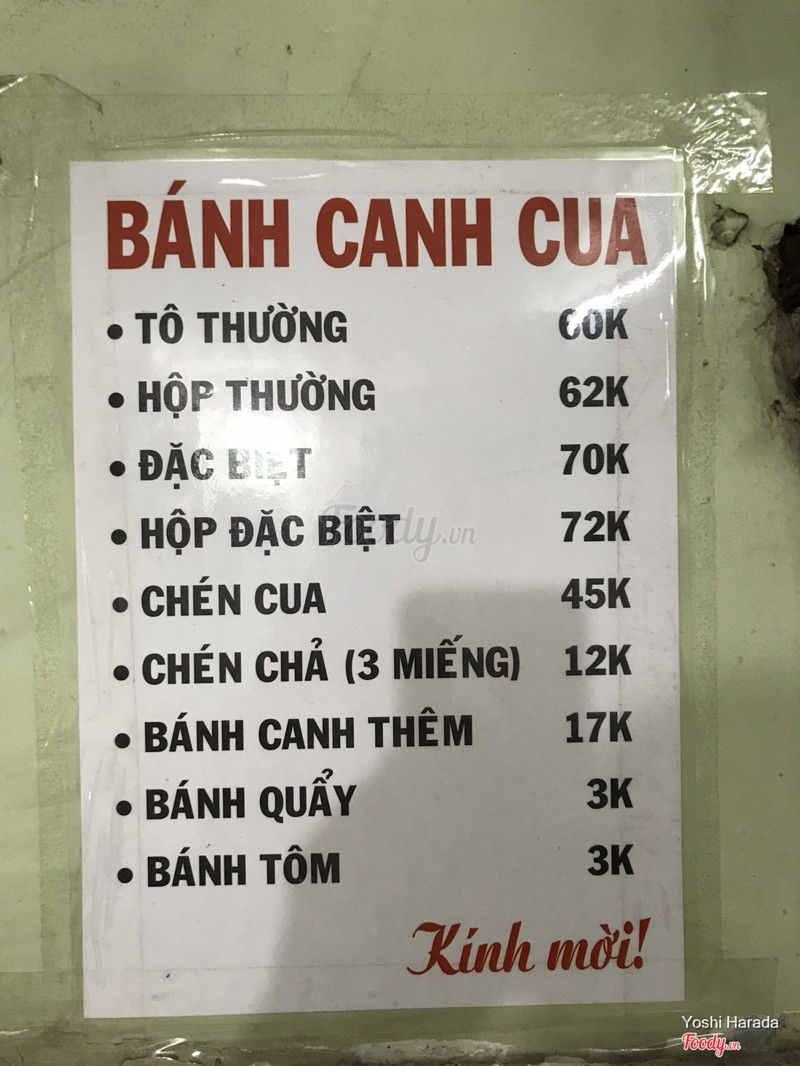 BÁNH CANH CUA
• TÔ THƯỜNG 60K
• HỘP THƯỜNG 62K
• ĐẶC BIỆT 70K
• HỘP ĐẶC BIỆT 72K
• CHÉN CUA 45K
• CHÉN CHẢ (3 MIẾNG) 12K
• BÁNH CANH THÊM 17K
• BÁNH QUẨY 3K
• BÁNH TÔM 3K
Kính mời!
Foody.vn
Yoshi Harada
Foody.vn